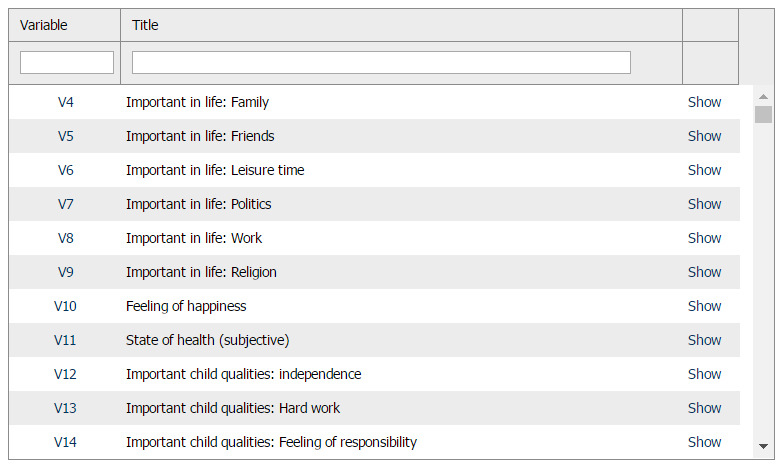 Variable Title
V4 Important in life: Family Show
V5 Important in life: Friends Show
V6 Important in life: Leisure time Show
V7 Important in life: Politics Show
V8 Important in life: Work Show
V9 Important in life: Religion Show
V10 Feeling of happiness Show
V11 State of health (subjective) Show
V12 Important child qualities: independence Show
V13 Important child qualities: Hard work Show
V14 Important child qualities: Feeling of responsibility Show